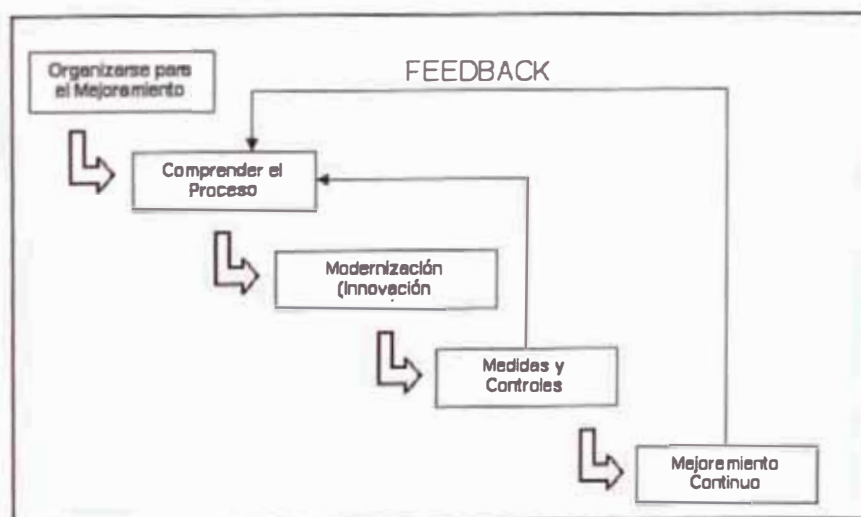 Organizarse para
el Mejoramiento
FEEDBACK
Comprender el
Proceso
Modernización
(Innovación
Medidas y
Controles
Mejoramiento
Continuo